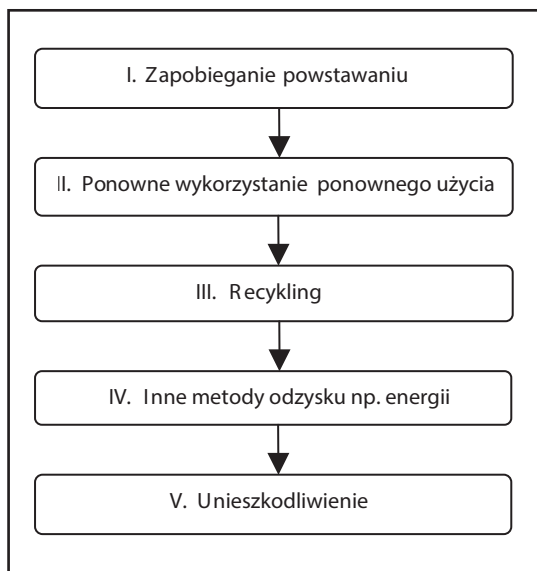 I. Zapobieganie powstawaniu
II. Ponowne wykorzystanie ponownego użycia
III. Recykling
IV. Inne metody odzysku np. energii
V. Unieszkodliwienie